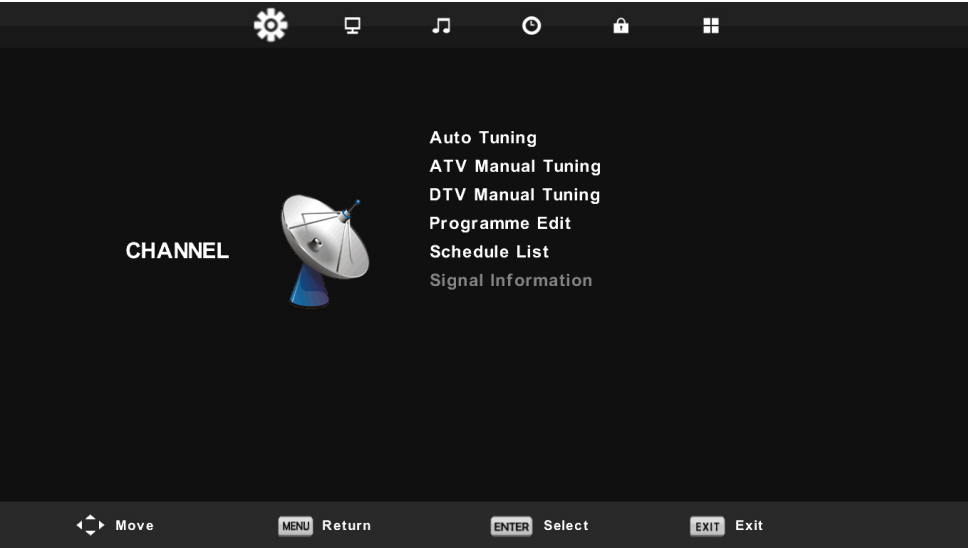 Auto Tuning
ATV Manual Tuning
DTV Manual Tuning
Programme Edit
CHANNEL
Schedule List
Signal Information
Move MENU Return ENTER Select EXIT Exit